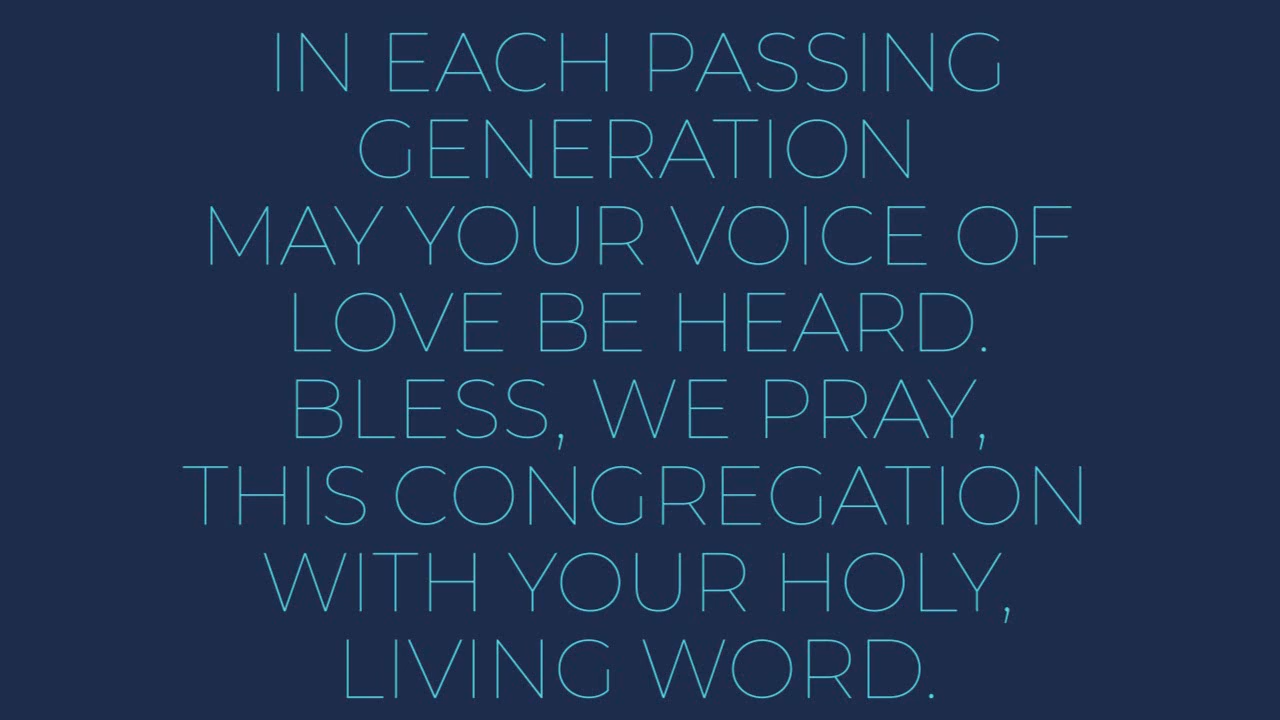 IN EACH PASSING
GENERATION
MAY YOUR VOICE OF
LOVE BE HEARD.
BLESS, WE PRAY,
THIS CONGREGATION
WITH YOUR HOLY,
LIVING WORD.